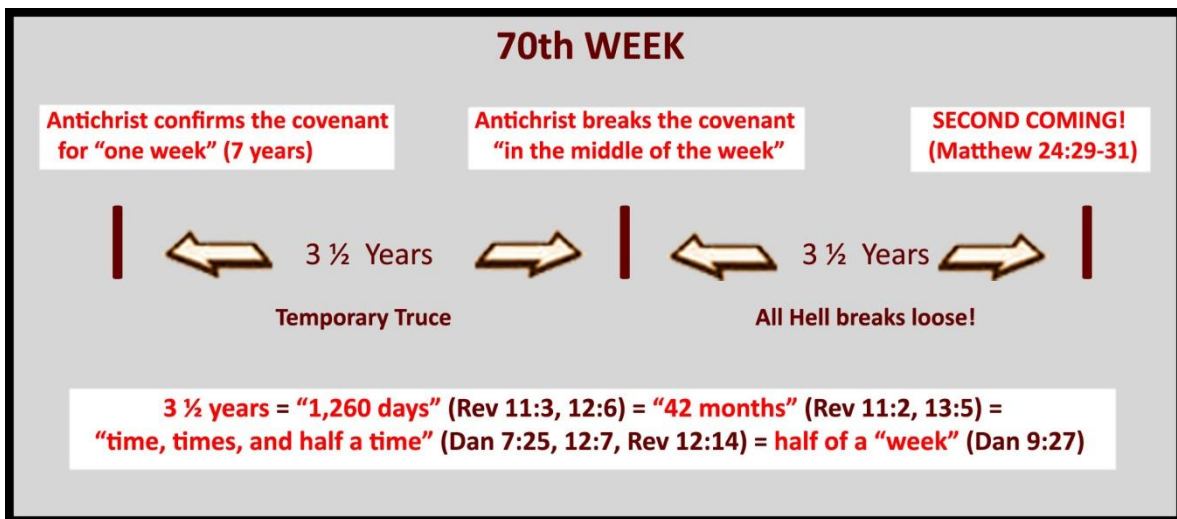 70th WEEK
Antichrist confirms the covenant
for “one week” (7 years)
Antichrist breaks the covenant
“in the middle of the week”
SECOND COMING!
(Matthew 24:29-31)
3 ½ Years
3 ½ Years
Temporary Truce
All Hell breaks loose!
3 ½ years = “1,260 days” (Rev 11:3, 12:6) = “42 months” (Rev 11:2, 13:5) =
“time, times, and half a time” (Dan 7:25, 12:7, Rev 12:14) = half of a “week” (Dan 9:27)